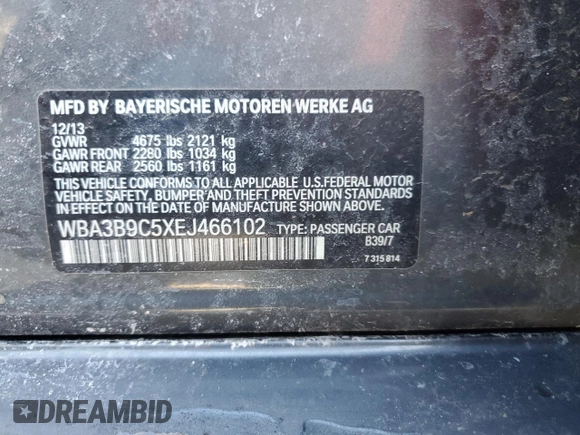 MFD BY BAYERISCHE MOTOREN WERKE AG
12/13
GVWR 4675 lbs 2121 kg
GAWR FRONT 2280 lbs 1034 kg
GAWR REAR 2560 lbs 1161 kg
THIS VEHICLE CONFORMS TO ALL APPLICABLE U.S.FEDERAL MOTOR
VEHICLE SAFETY, BUMPER AND THEFT PREVENTION STANDARDS
IN EFFECT ON THE DATE OF MANUFACTURE SHOWN ABOVE.
WBA3B9C5XEJ466102 TYPE: PASSENGER CAR
B39/7
7 315 814
DREAMBID